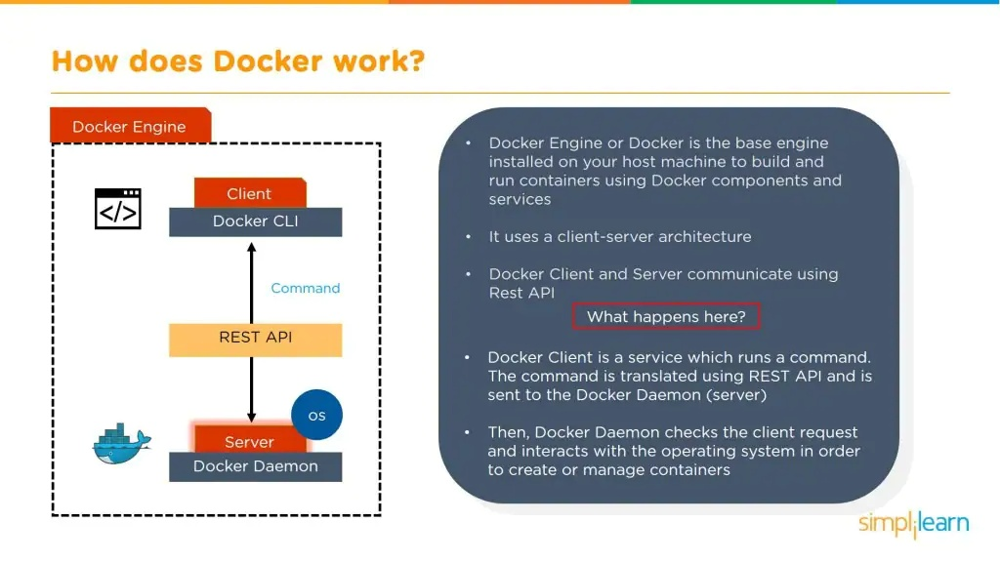 How does Docker work?
Docker Engine
Client
</>
Docker CLI
Command
REST API
OS
Server
Docker Daemon
• Docker Engine or Docker is the base engine
installed on your host machine to build and
run containers using Docker components and
services
• It uses a client-server architecture
• Docker Client and Server communicate using
Rest API
What happens here?
• Docker Client is a service which runs a command.
The command is translated using REST API and is
sent to the Docker Daemon (server)
• Then, Docker Daemon checks the client request
and interacts with the operating system in order
to create or manage containers
simplilearn